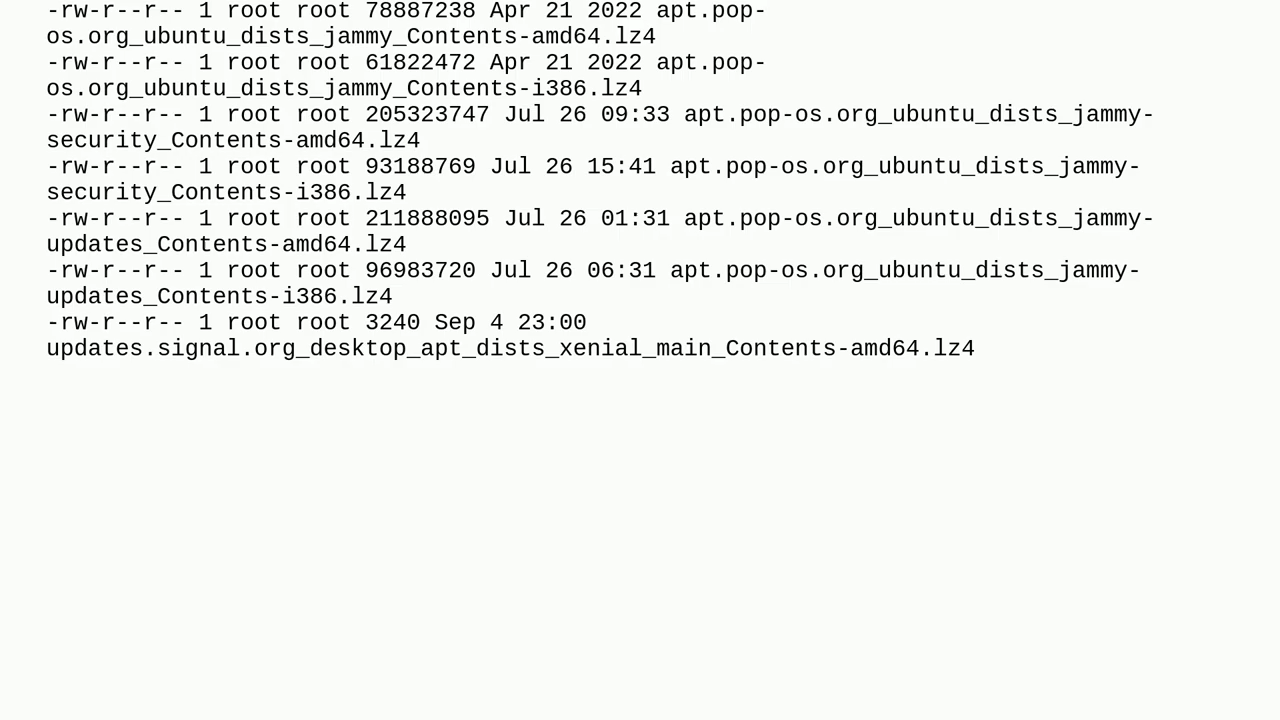 -rw-r--r-- 1 root root 78887238 Apr 21 2022 apt.pop-
os.org_ubuntu_dists_jammy_Contents-amd64.lz4
-rw-r--r-- 1 root root 61822472 Apr 21 2022 apt.pop-
os.org_ubuntu_dists_jammy_Contents-i386.lz4
-rw-r--r-- 1 root root 205323747 Jul 26 09:33 apt.pop-os.org_ubuntu_dists_jammy-
security_Contents-amd64.lz4
-rw-r--r-- 1 root root 93188769 Jul 26 15:41 apt.pop-os.org_ubuntu_dists_jammy-
security_Contents-i386.lz4
-rw-r--r-- 1 root root 211888095 Jul 26 01:31 apt.pop-os.org_ubuntu_dists_jammy-
updates_Contents-amd64.lz4
-rw-r--r-- 1 root root 96983720 Jul 26 06:31 apt.pop-os.org_ubuntu_dists_jammy-
updates_Contents-i386.lz4
-rw-r--r-- 1 root root 3240 Sep 4 23:00
updates.signal.org_desktop_apt_dists_xenial_main_Contents-amd64.lz4